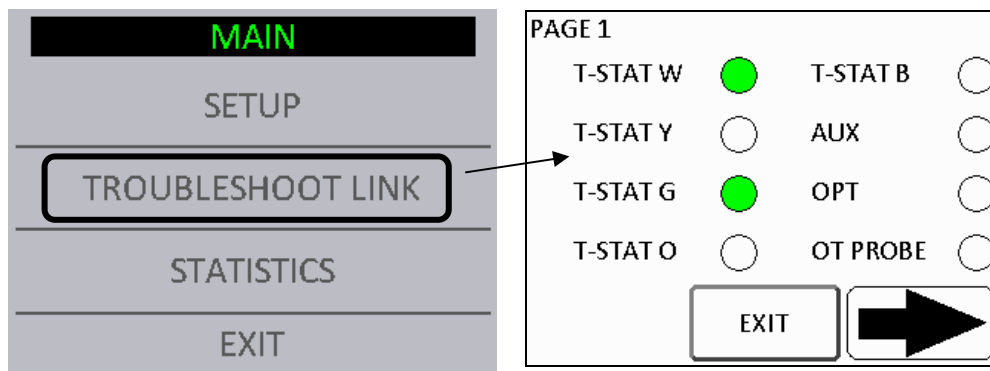 MAIN
SETUP
TROUBLESHOOT LINK
STATISTICS
EXIT
PAGE 1
T-STAT W T-STAT B
T-STAT Y AUX
T-STAT G OPT
T-STAT O OT PROBE
EXIT